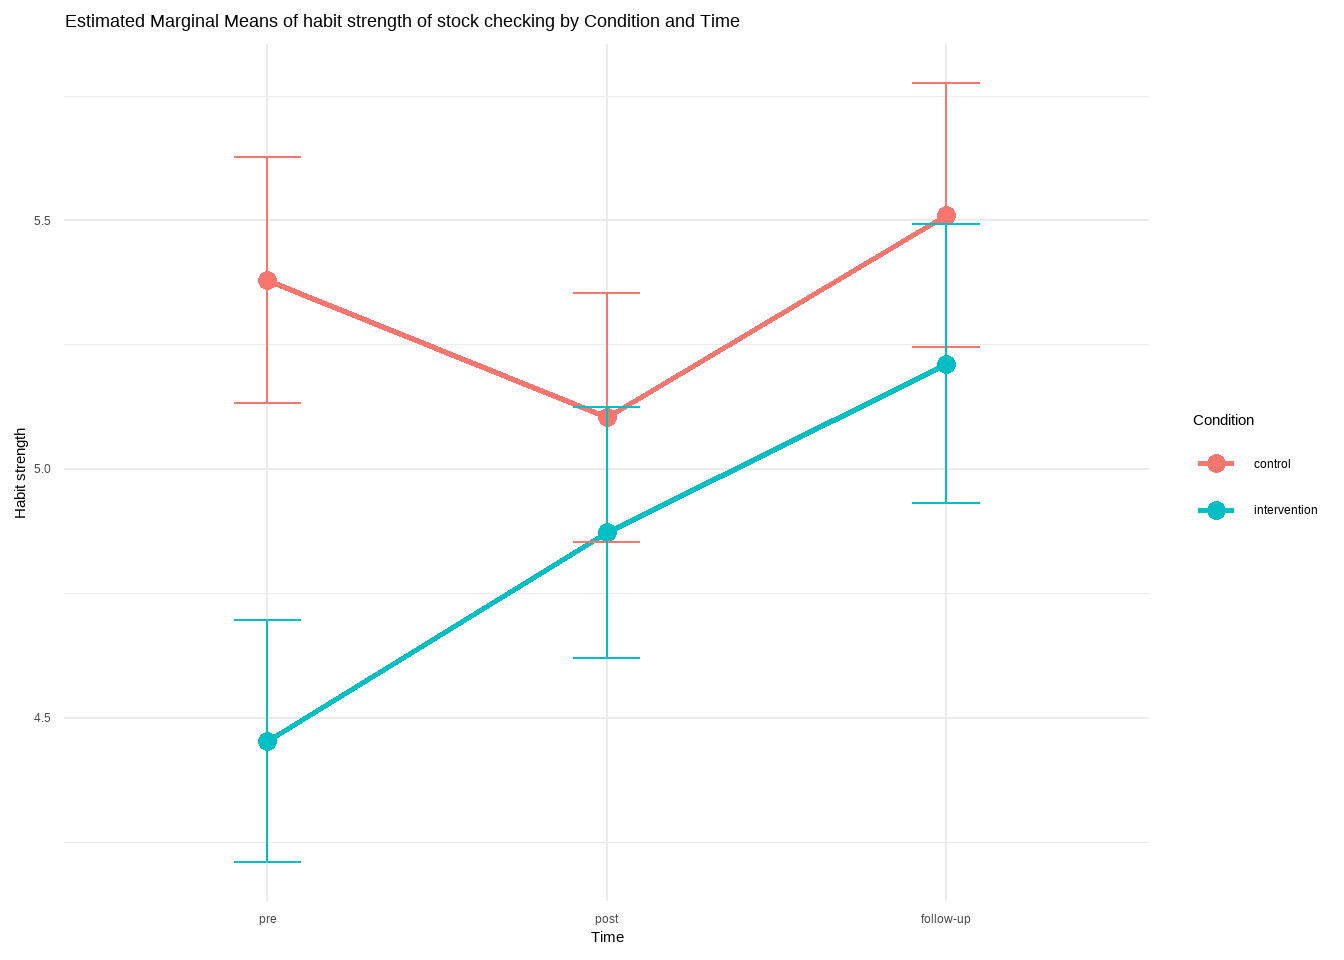 Estimated Marginal Means of habit strength of stock checking by Condition and Time
Habit strength
5.5
5.0
4.5
pre
post
follow-up
Time
Condition
control
intervention